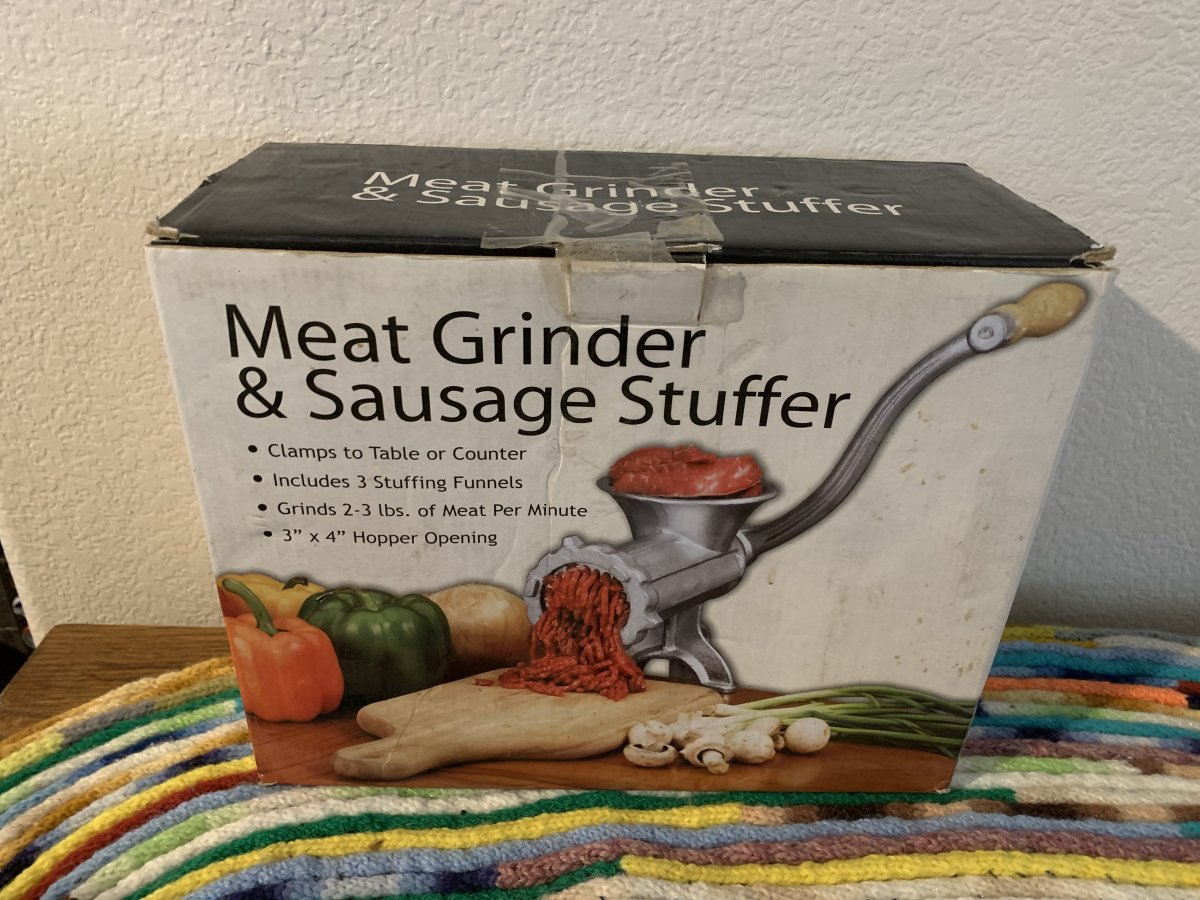 Meat Grinder
& Sausage Stuffer
Meat Grinder
& Sausage Stuffer
• Clamps to Table or Counter
• Includes 3 Stuffing Funnels
• Grinds 2-3 lbs. of Meat Per Minute
• 3” x 4” Hopper Opening